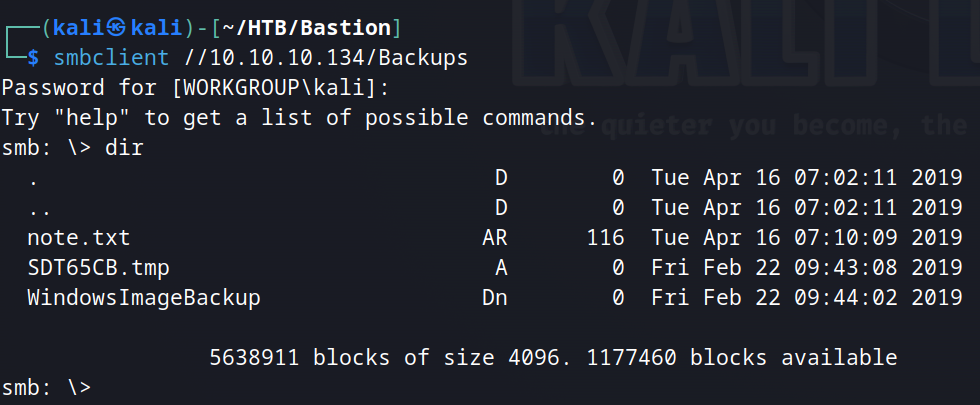 ┌──(kali㉿kali)-[~/HTB/Bastion]
└─$ smbclient //10.10.10.134/Backups
Password for [WORKGROUP\kali]:
Try "help" to get a list of possible commands.
smb: \> dir
  .                                   D        0  Tue Apr 16 07:02:11 2019
  ..                                  D        0  Tue Apr 16 07:02:11 2019
  note.txt                           AR      116  Tue Apr 16 07:10:09 2019
  SDT65CB.tmp                         A        0  Fri Feb 22 09:43:08 2019
  WindowsImageBackup                 Dn        0  Fri Feb 22 09:44:02 2019
                5638911 blocks of size 4096. 1177460 blocks available
smb: \>
KALI L
the quieter you become, the